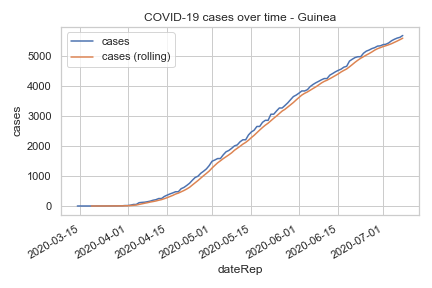 COVID-19 cases over time - Guinea
cases
cases (rolling)
cases
5000
4000
3000
2000
1000
0
2020-03-15
2020-04-01
2020-04-15
2020-05-01
2020-05-15
2020-06-01
2020-06-15
2020-07-01
dateRep